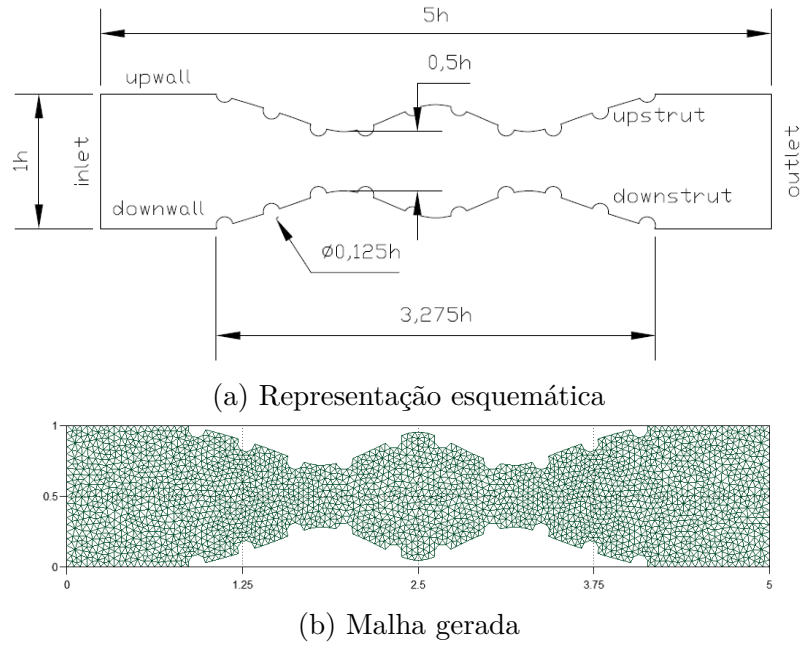 5h
upwall
0,5h
upstrut
1h
inlet
outlet
downwall
downstrut
Ø0,125h
3,275h
(a) Representação esquemática
1
0.5
0
0
1.25
2.5
3.75
5
(b) Malha gerada